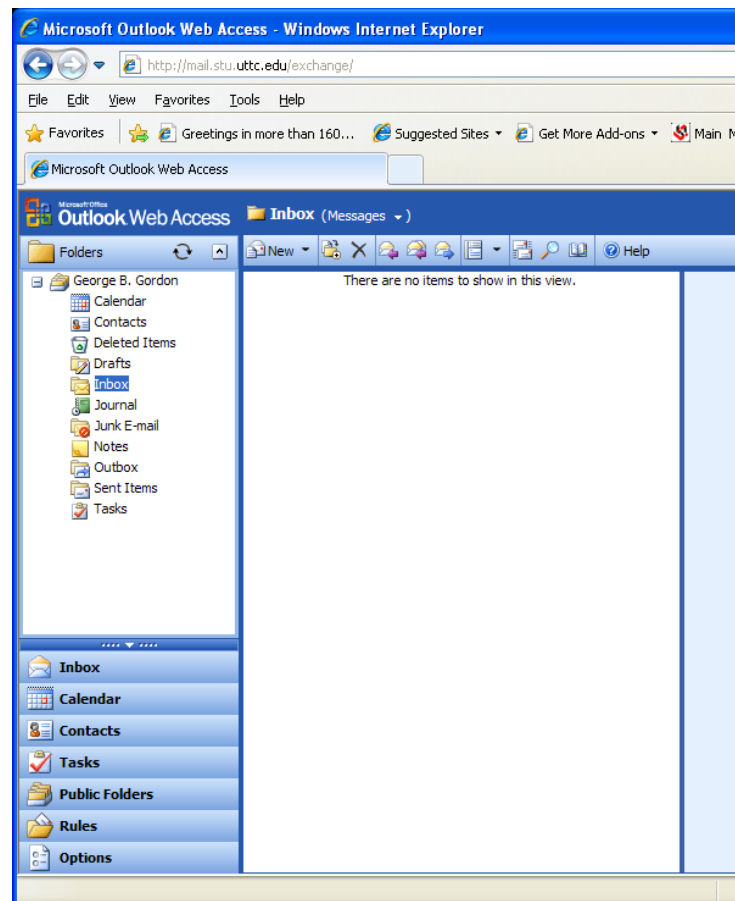 Microsoft Outlook Web Access - Windows Internet Explorer
http://mail.stu.uttc.edu/exchange/
File Edit View Favorites Tools Help
Favorites Greetings in more than 160... Suggested Sites Get More Add-ons Main
Microsoft Outlook Web Access
Microsoft Office
Outlook Web Access Inbox (Messages )
Folders New Help
George B. Gordon
Calendar
Contacts
Deleted Items
Drafts
Inbox
Journal
Junk E-mail
Notes
Outbox
Sent Items
Tasks
There are no items to show in this view.
Inbox
Calendar
Contacts
Tasks
Public Folders
Rules
Options